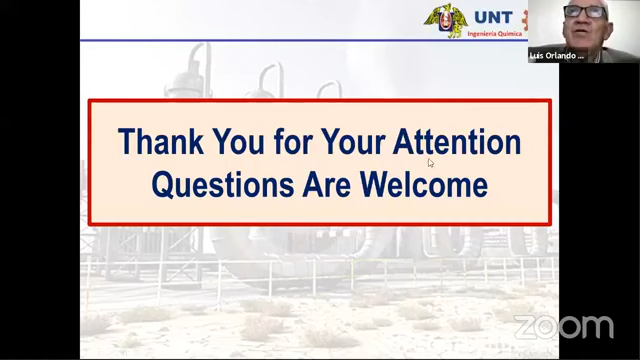 UNT
Ingeniería Química
Luis Orlando ...
Thank You for Your Attention
Questions Are Welcome
zoom